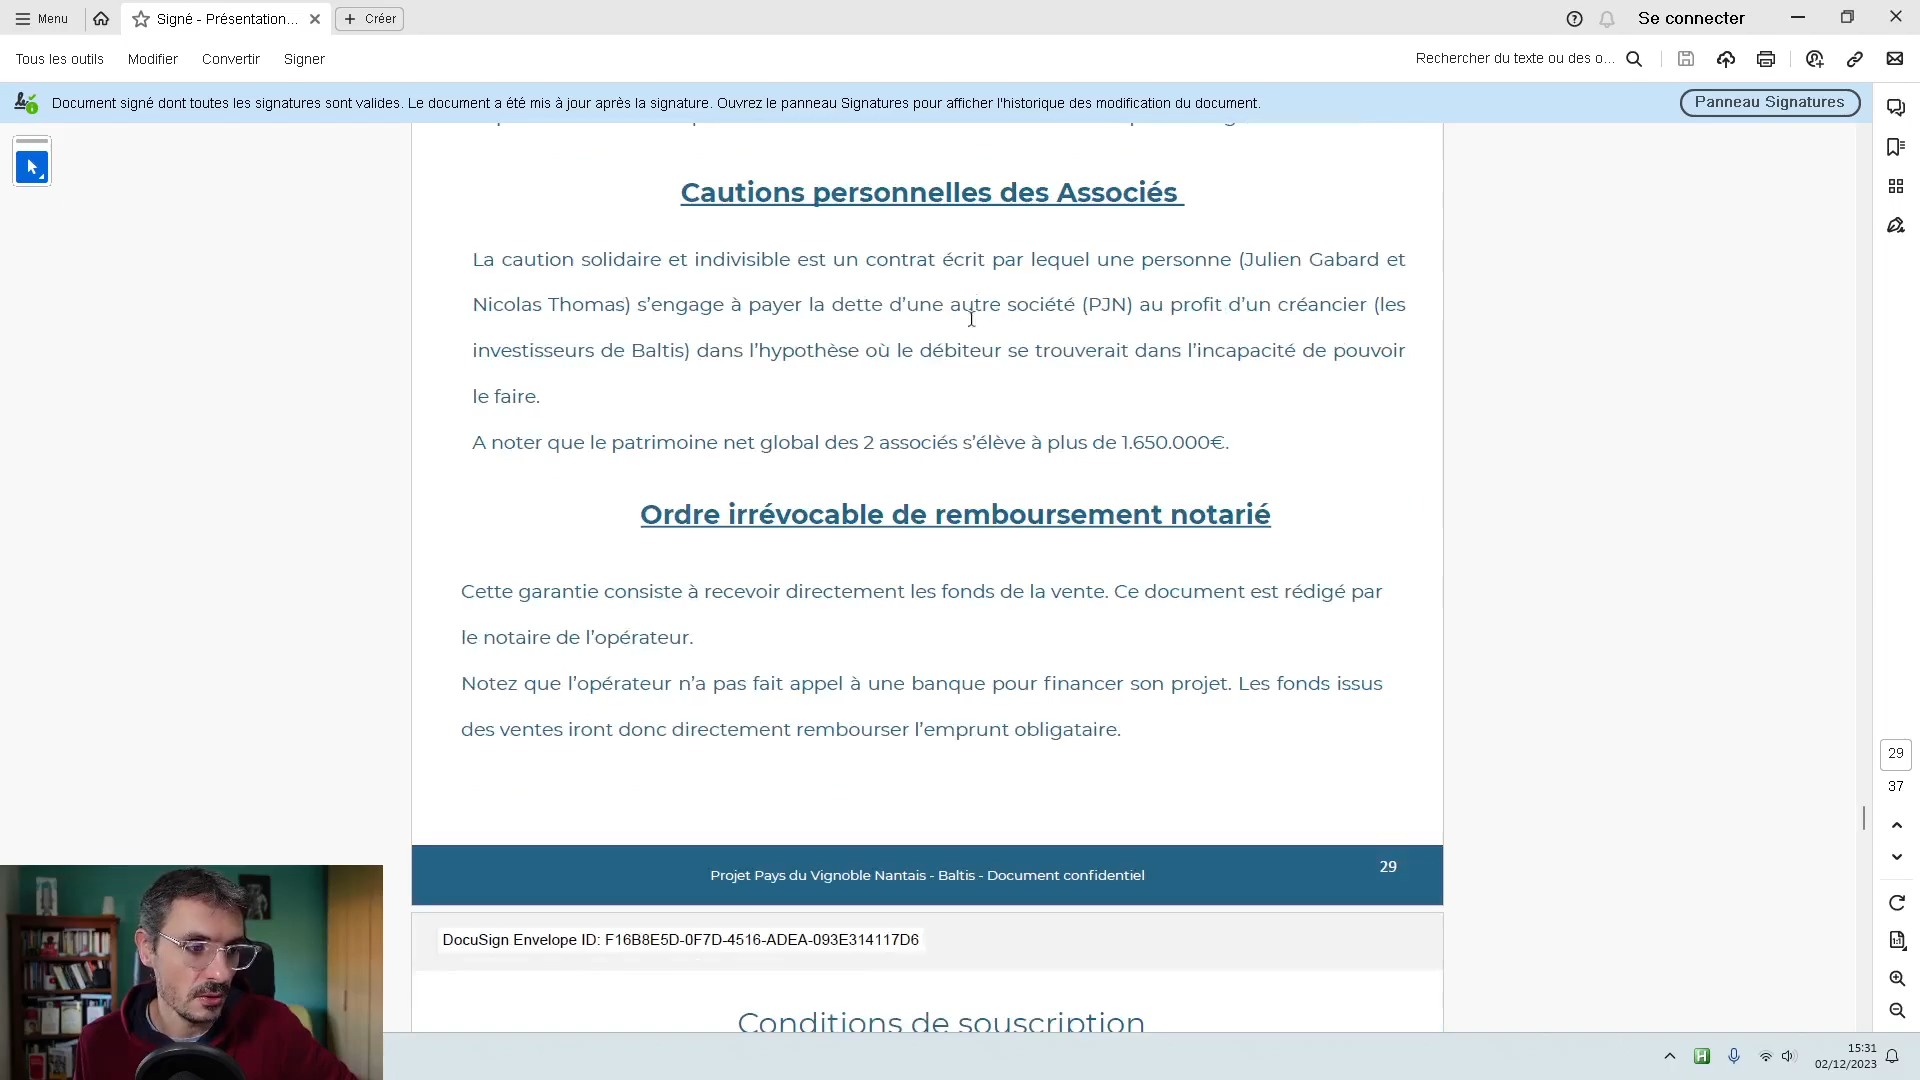 Menu
Signé - Présentation...
Créer
Se connecter
Tous les outils
Modifier
Convertir
Signer
Rechercher du texte ou des o...
Document signé dont toutes les signatures sont valides. Le document a été mis à jour après la signature. Ouvrez le panneau Signatures pour afficher l'historique des modification du document.
Panneau Signatures
Cautions personnelles des Associés
La caution solidaire et indivisible est un contrat écrit par lequel une personne (Julien Gabard et
Nicolas Thomas) s’engage à payer la dette d’une autre société (PJN) au profit d’un créancier (les
investisseurs de Baltis) dans l’hypothèse où le débiteur se trouverait dans l’incapacité de pouvoir
le faire.
A noter que le patrimoine net global des 2 associés s’élève à plus de 1.650.000€.
Ordre irrévocable de remboursement notarié
Cette garantie consiste à recevoir directement les fonds de la vente. Ce document est rédigé par
le notaire de l’opérateur.
Notez que l’opérateur n’a pas fait appel à une banque pour financer son projet. Les fonds issus
des ventes iront donc directement rembourser l’emprunt obligataire.
29
37
Projet Pays du Vignoble Nantais - Baltis - Document confidentiel
29
DocuSign Envelope ID: F16B8E5D-0F7D-4516-ADEA-093E314117D6
Conditions de souscription
15:31
02/12/2023